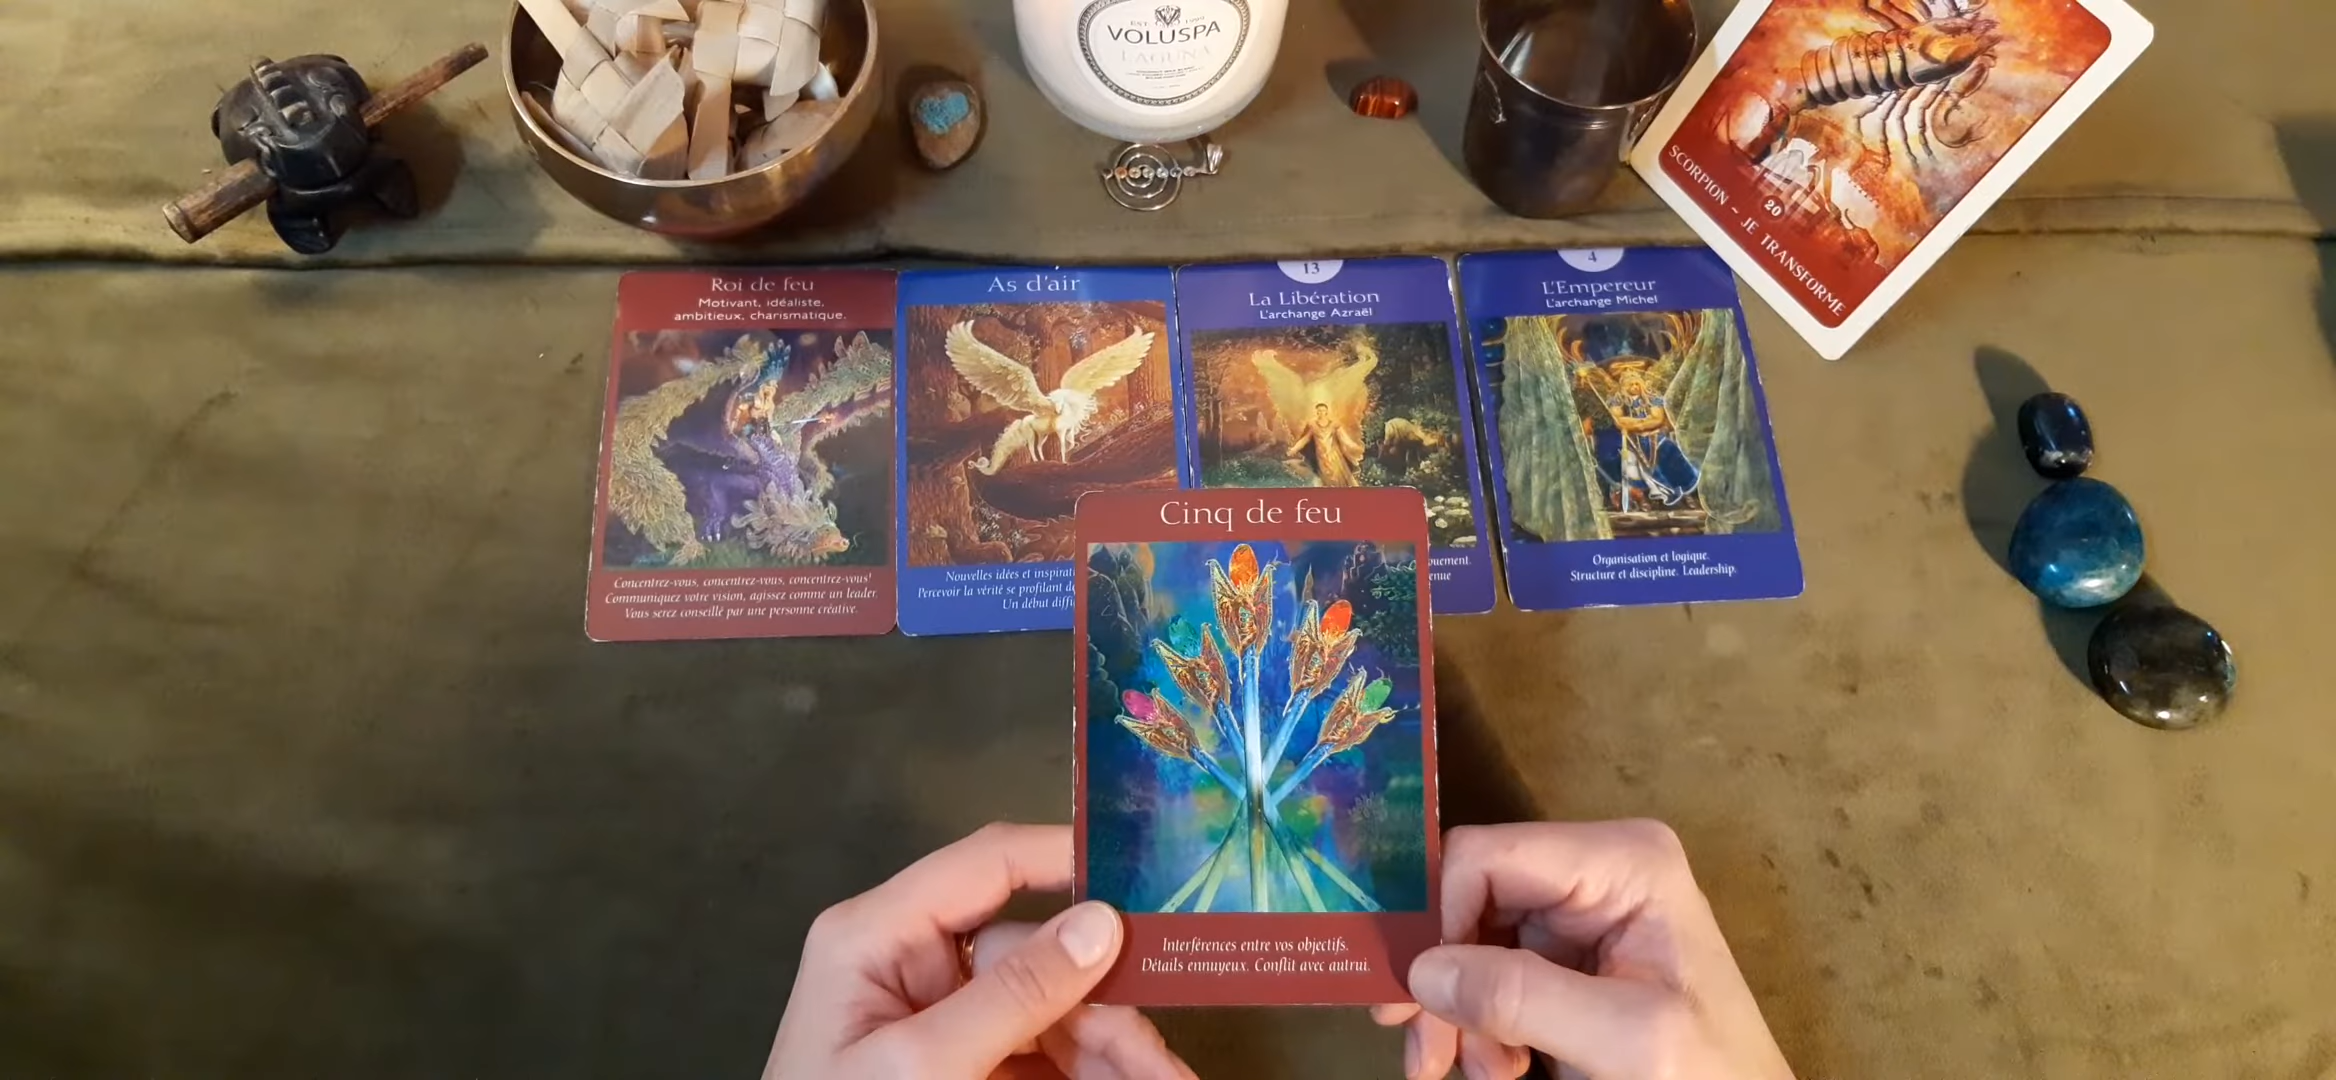 VOLUSPA
LAGUNA
SCORPION ~ JE TRANSFORME
20
Roi de feu
Motivant, idéaliste,
ambitieux, charismatique.
Concentrez-vous, concentrez-vous, concentrez-vous!
Communiquez votre vision, agissez comme un leader.
Vous serez conseillé par une personne créative.
As d'air
Nouvelles idées et
Percevoir la vérité se profilant
Un début
13
La Libération
L'archange Azraël
4
L'Empereur
L'archange Michel
Organisation et logique.
Structure et discipline. Leadership.
Cinq de feu
Interférences entre vos objectifs.
Détails ennuyeux. Conflit avec autrui.